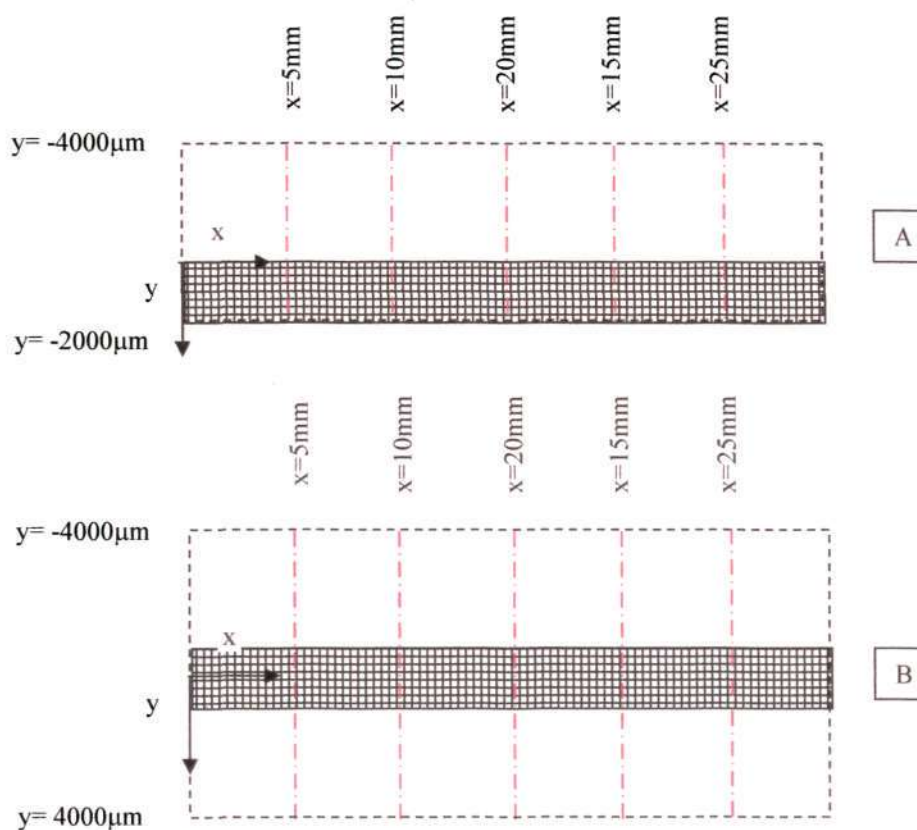 x=5mm
x=10mm
x=20mm
x=15mm
x=25mm
y= -4000μm
x
A
y
y= -2000μm
x=5mm
x=10mm
x=20mm
x=15mm
x=25mm
y= -4000μm
x
B
y
y= 4000μm